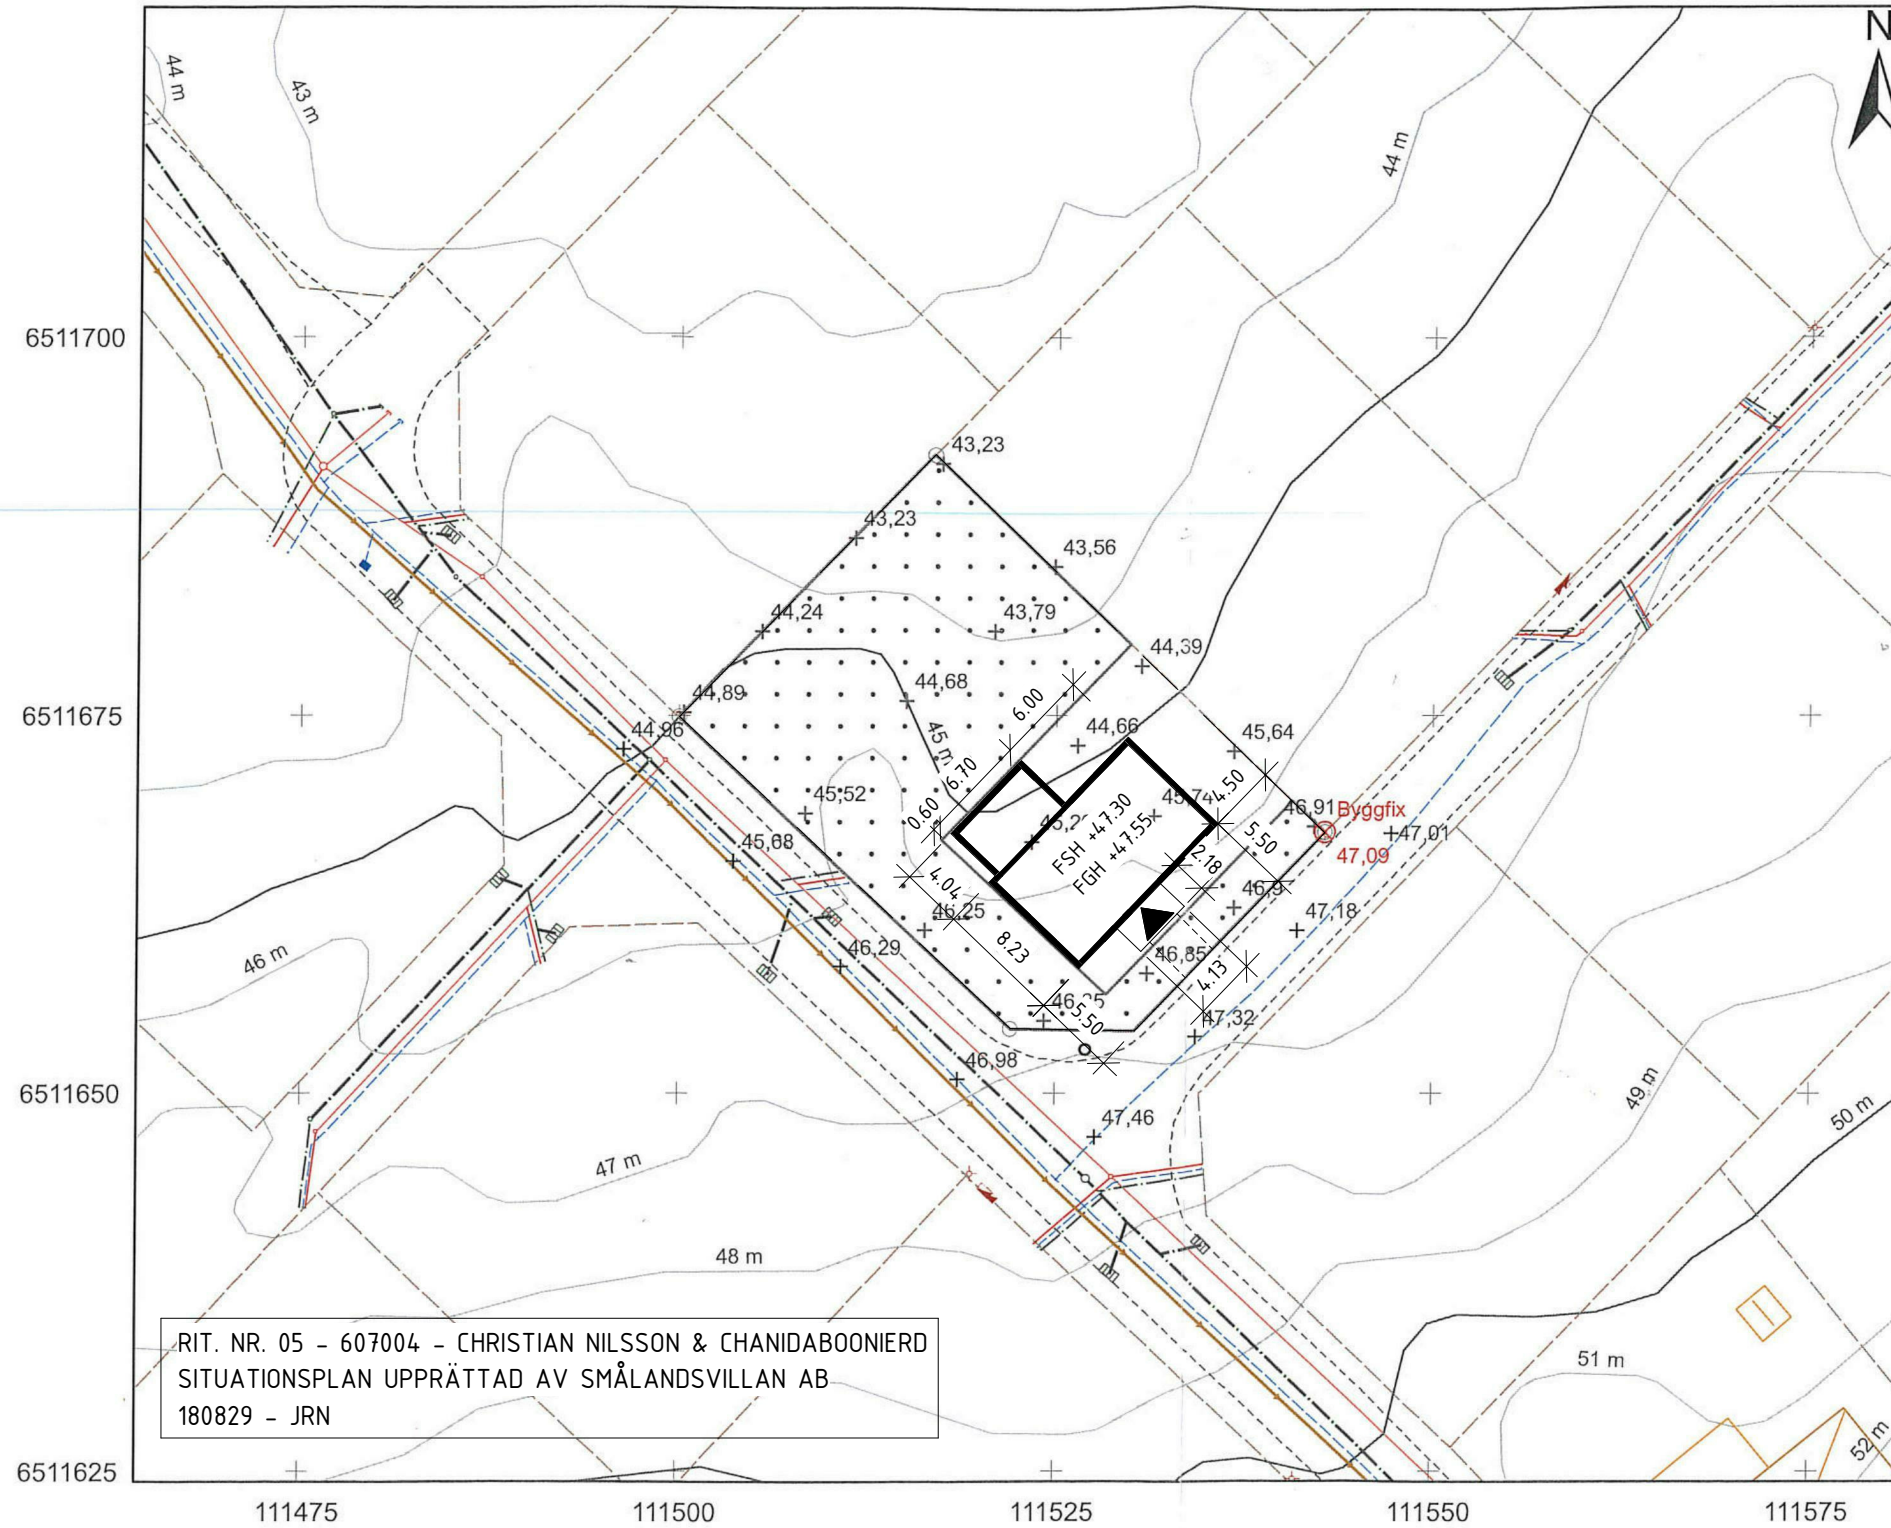 N
44 m
43 m
44 m
6511700
43,23
43,23
43,56
44,24
43,79
44,39
44,89
44,68
6511675
6.00
44,96
45 m
44,66
45,64
6.70
4.50
0.60
45,52
45,74
46,91
Byggfix
FSH +47.30
FGH +47.55
5.50
47,01
45,68
2.18
47,09
4.04
46,9
46,25
47,18
8.23
46,29
46,85
46 m
4.13
5.50
47,32
46,98
6511650
49 m
50 m
47,46
47 m
48 m
51 m
RIT. NR. 05 - 607004 - CHRISTIAN NILSSON & CHANIDABOONIERD
SITUATIONSPLAN UPPRÄTTAD AV SMÅLANDSVILLAN AB
180829 - JRN
52 m
6511625
111475
111500
111525
111550
111575